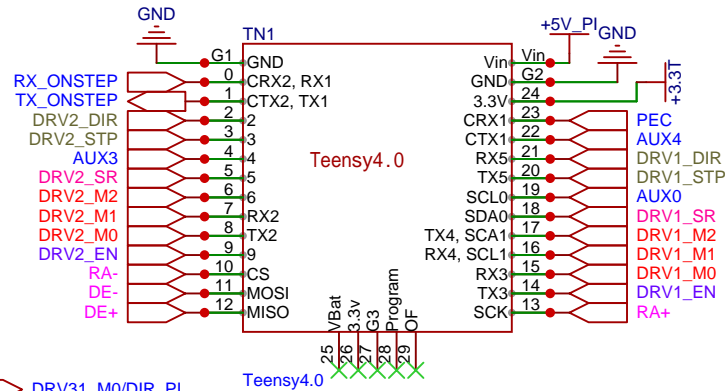 GND
TN1
+5V_PI
GND
G1
GND
Vin
Vin
RX_ONSTEP
0
CRX2, RX1
GND
G2
TX_ONSTEP
1
CTX2, TX1
3.3V
24
+3.3T
DRV2_DIR
2
2
CRX1
23
PEC
DRV2_STP
3
3
CTX1
22
AUX4
AUX3
4
4
Teensy4.0
RX5
21
DRV1_DIR
DRV2_SR
5
5
TX5
20
DRV1_STP
DRV2_M2
6
6
SCL0
19
AUX0
DRV2_M1
7
RX2
SDA0
18
DRV1_SR
DRV2_M0
8
TX2
TX4, SCA1
17
DRV1_M2
DRV2_EN
9
9
RX4, SCL1
16
DRV1_M1
RA-
10
CS
RX3
15
DRV1_M0
DE-
11
MOSI
TX3
14
DRV1_EN
DE+
12
MISO
SCK
13
RA+
VBat
3.3v
G3
Program
OF
25
26
27
28
29
Teensy4.0
DRV31_M0/DIR_PI